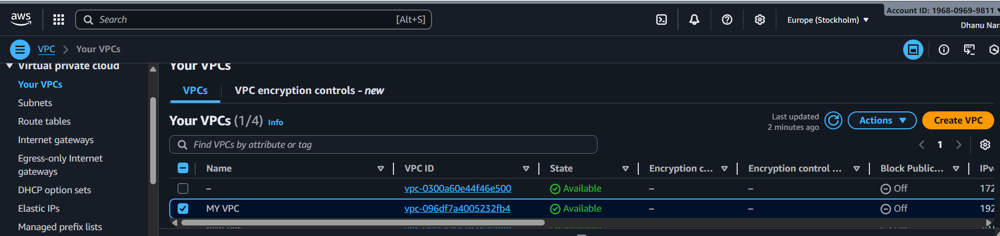 Account ID: 1968-0969-9811
aws
Search
[Alt+S]
Europe (Stockholm)
Dhanu
VPC > Your VPCs
Virtual private cloud
Your VPCs
Subnets
Route tables
Internet gateways
Egress-only Internet
gateways
DHCP option sets
Elastic IPs
Managed prefix lists
Your VPCs
VPCs
VPC encryption controls - new
Your VPCs (1/4) Info
Last updated
2 minutes ago
Actions
Create VPC
Find VPCs by attribute or tag
1
Name VPC ID State Encryption c... Encryption control ... Block Public...
– vpc-0300a60e44f46e500 Available – – Off 172
MY VPC vpc-096df7a4005232fb4 Available – – Off 192